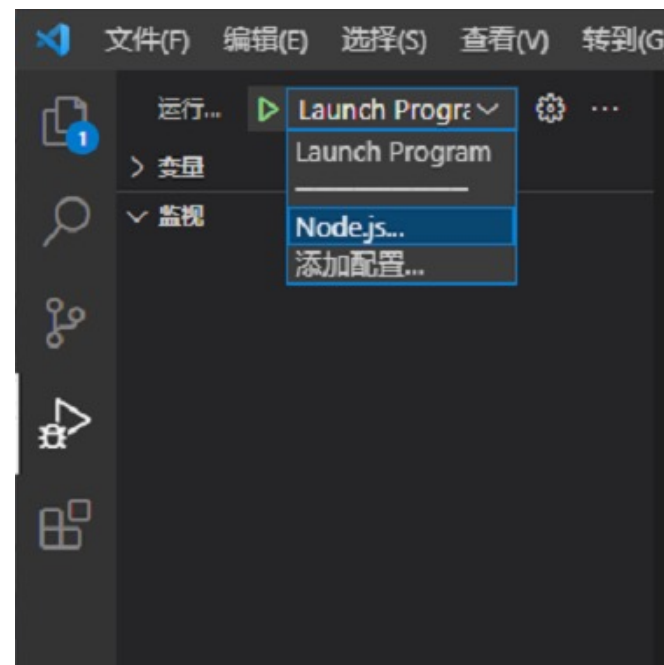 文件(F) 编辑(E) 选择(S) 查看(V) 转到(G
运行... Launch Progra
Launch Program
变量
监视
Node.js...
添加配置...
1